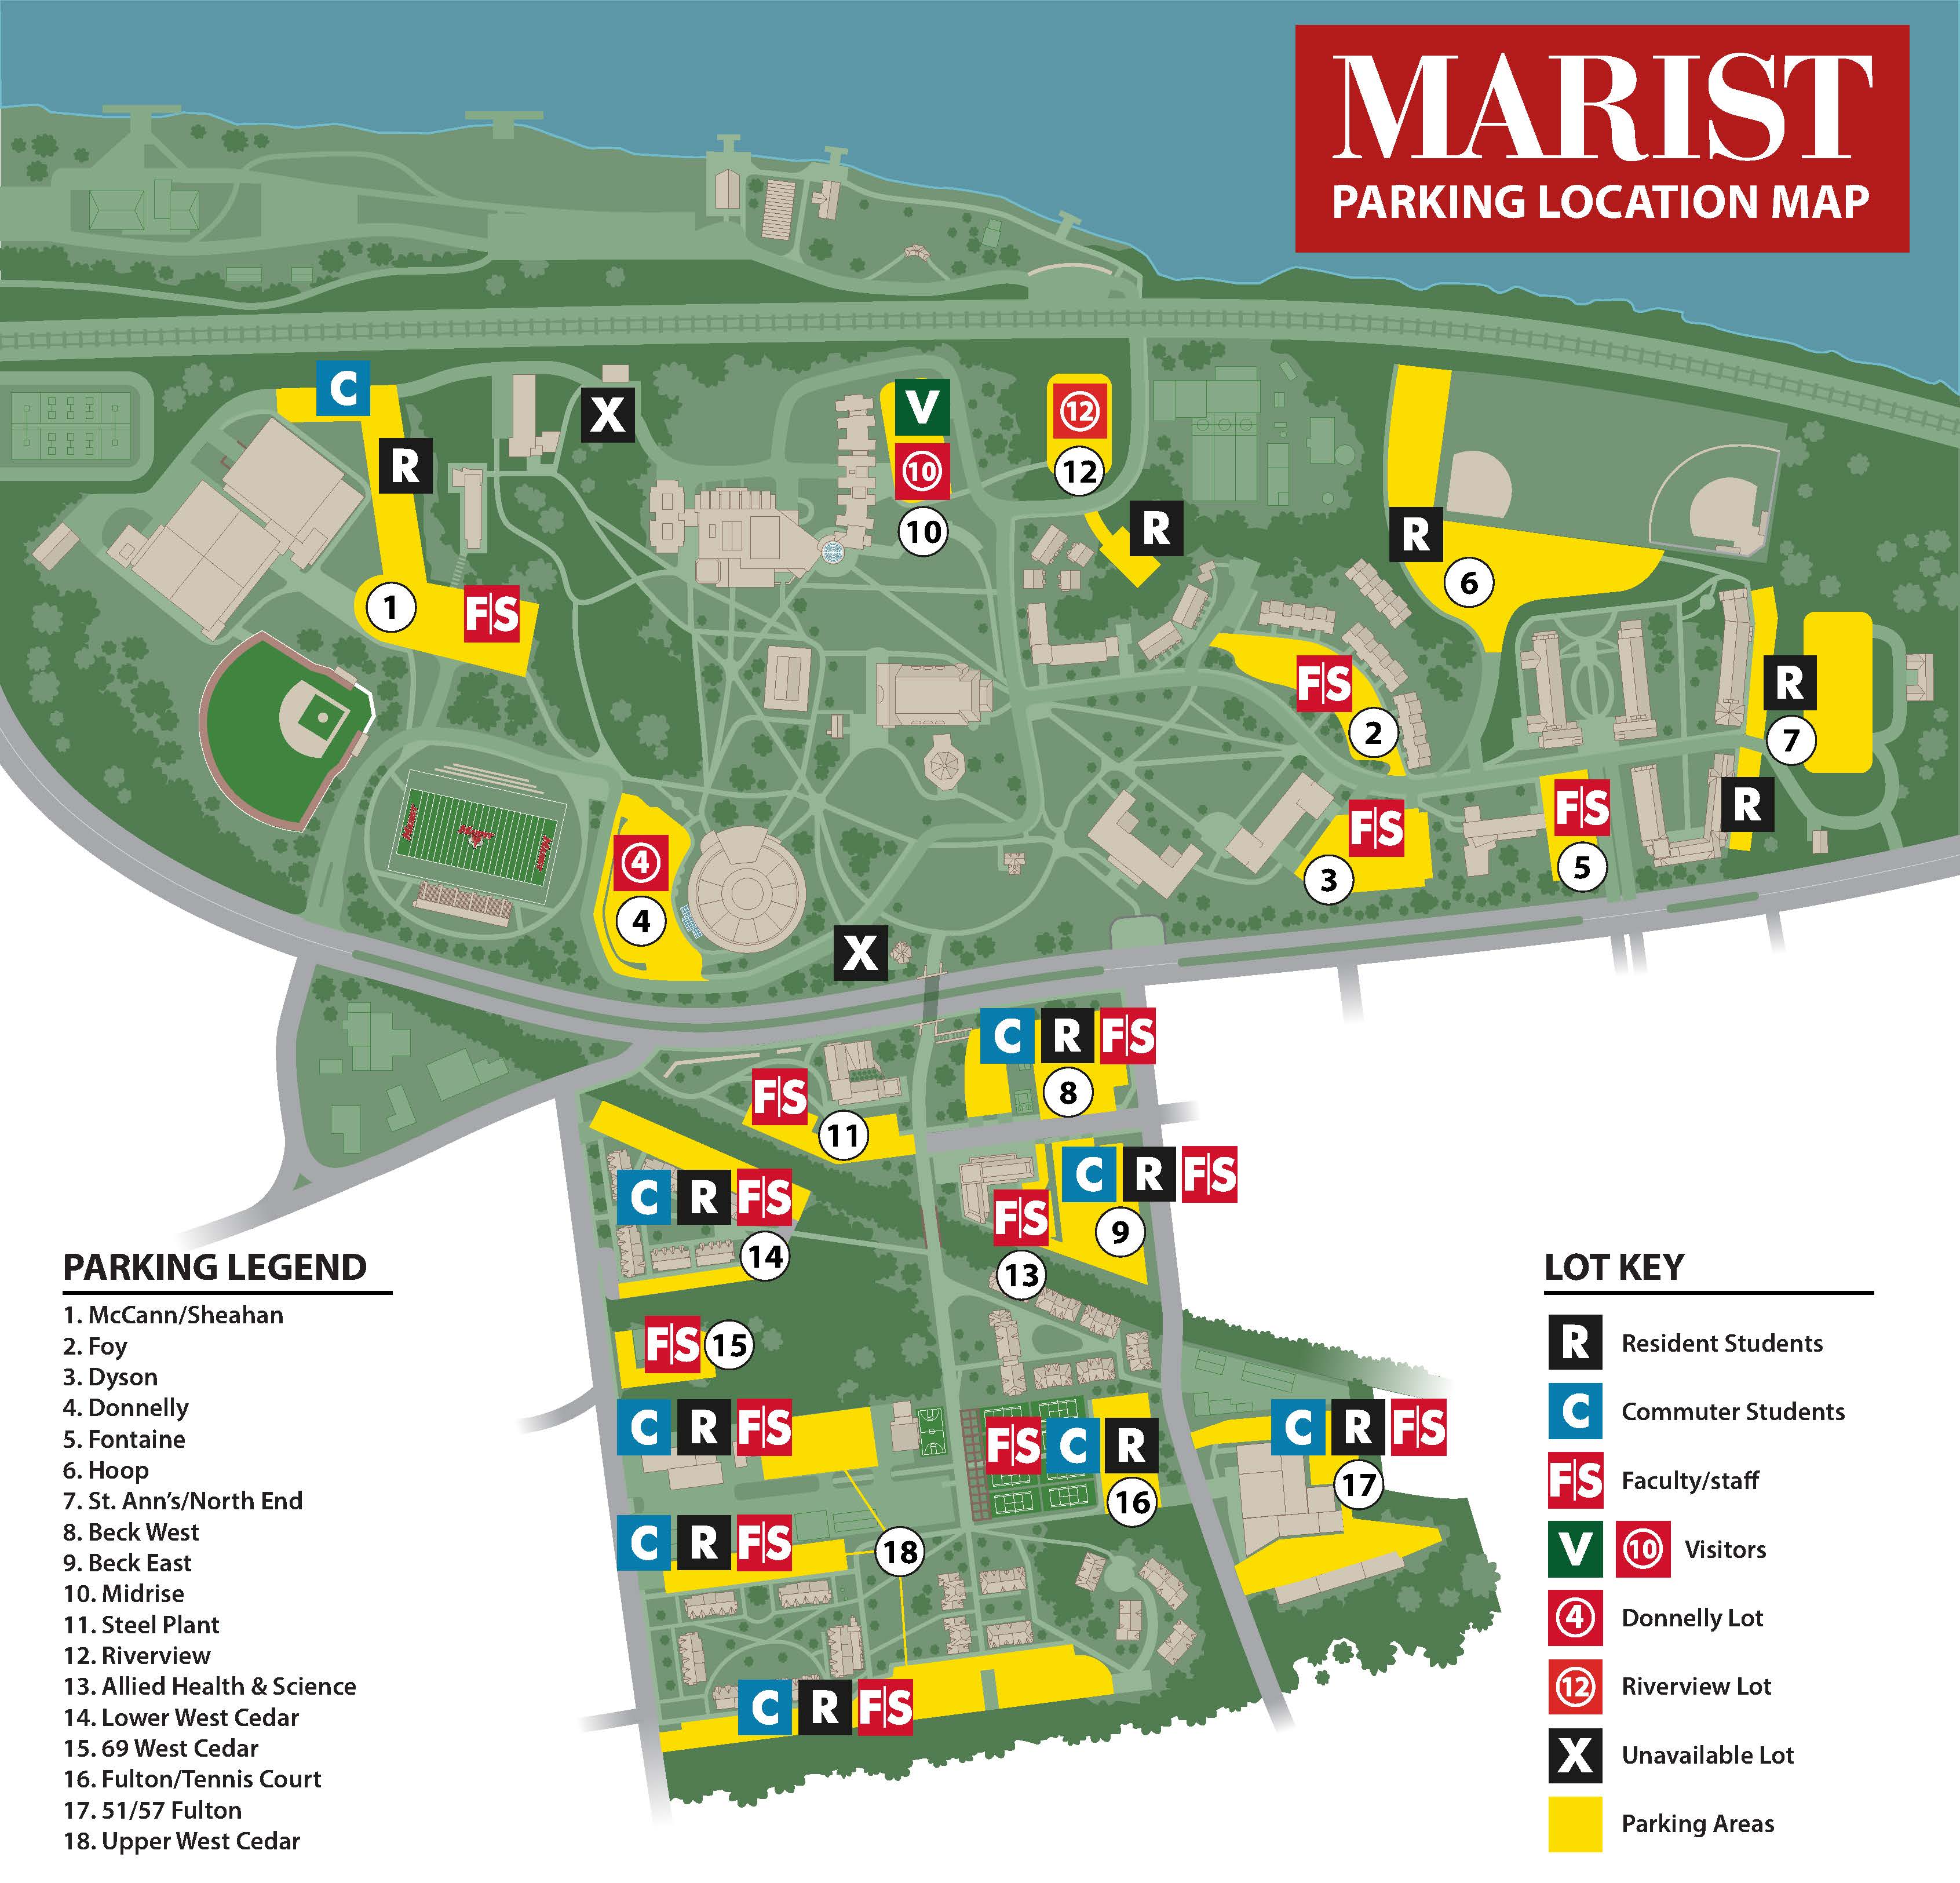 MARIST
PARKING LOCATION MAP
C
R
1
F|S
X
V
10
10
12
12
R
R
6
F|S
2
F|S
3
F|S
5
R
7
R
MARIST
4
4
X
C R F|S
8
F|S
11
C R F|S
9
F|S
13
C R F|S
14
F|S
15
C R F|S
F|S C R
16
C R F|S
17
C R F|S
18
C R F|S
PARKING LEGEND
1. McCann/Sheahan
2. Foy
3. Dyson
4. Donnelly
5. Fontaine
6. Hoop
7. St. Ann's/North End
8. Beck West
9. Beck East
10. Midrise
11. Steel Plant
12. Riverview
13. Allied Health & Science
14. Lower West Cedar
15. 69 West Cedar
16. Fulton/Tennis Court
17. 51/57 Fulton
18. Upper West Cedar
LOT KEY
R Resident Students
C Commuter Students
F|S Faculty/staff
V 10 Visitors
4 Donnelly Lot
12 Riverview Lot
X Unavailable Lot
Parking Areas